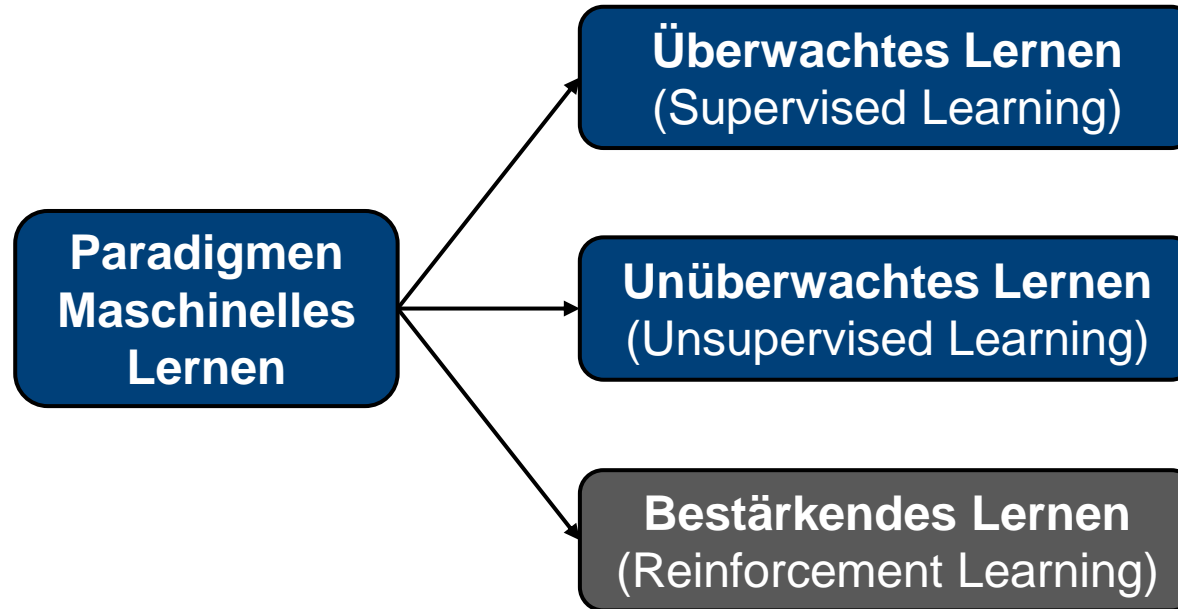 Paradigmen
Maschinelles
Lernen
Überwachtes Lernen
(Supervised Learning)
Unüberwachtes Lernen
(Unsupervised Learning)
Bestärkendes Lernen
(Reinforcement Learning)